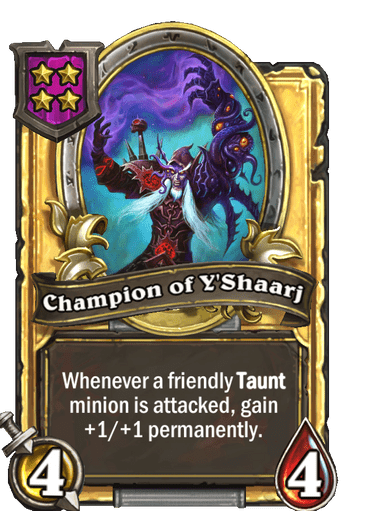 Champion of Y'Shaarj
Whenever a friendly Taunt
minion is attacked, gain
+1/+1 permanently.
4
4